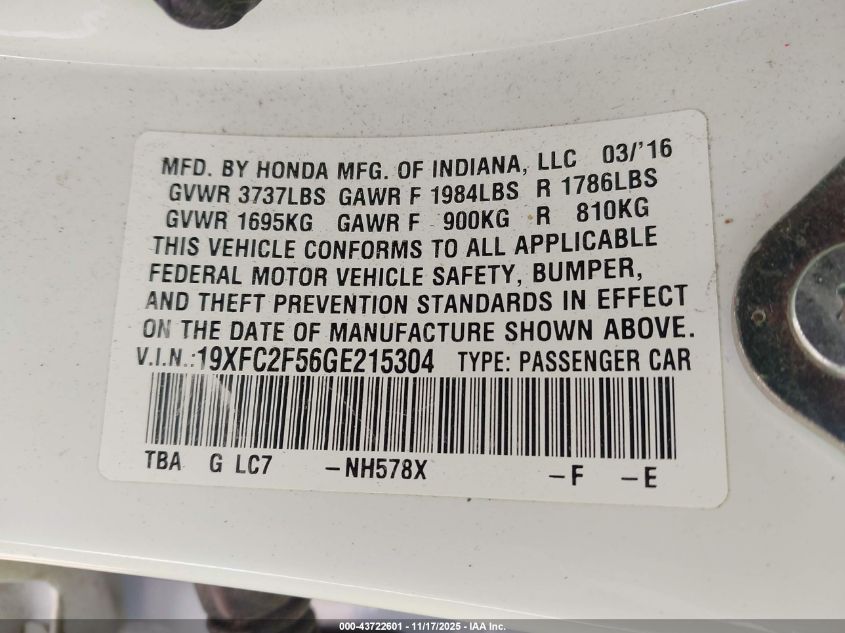 MFD. BY HONDA MFG. OF INDIANA, LLC 03/'16
GVWR 3737LBS GAWR F 1984LBS R 1786LBS
GVWR 1695KG GAWR F 900KG R 810KG
THIS VEHICLE CONFORMS TO ALL APPLICABLE
FEDERAL MOTOR VEHICLE SAFETY, BUMPER,
AND THEFT PREVENTION STANDARDS IN EFFECT
ON THE DATE OF MANUFACTURE SHOWN ABOVE.
V.I.N.:19XFC2F56GE215304 TYPE: PASSENGER CAR
TBA G LC7 -NH578X -F -E
000-43722601 - 11/17/2025 - IAA Inc.